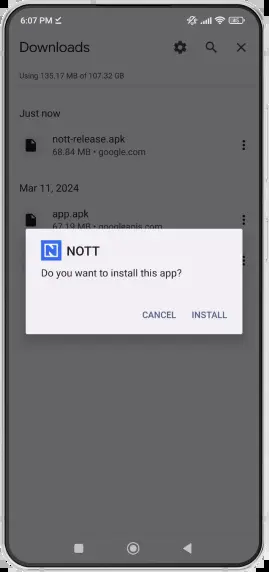 6:07 PM
Downloads
Using 135.17 MB of 107.32 GB
Just now
nott-release.apk
68.84 MB • google.com
Mar 11, 2024
app.apk
67.19 MB • googleapis.com
N NOTT
Do you want to install this app?
CANCEL INSTALL